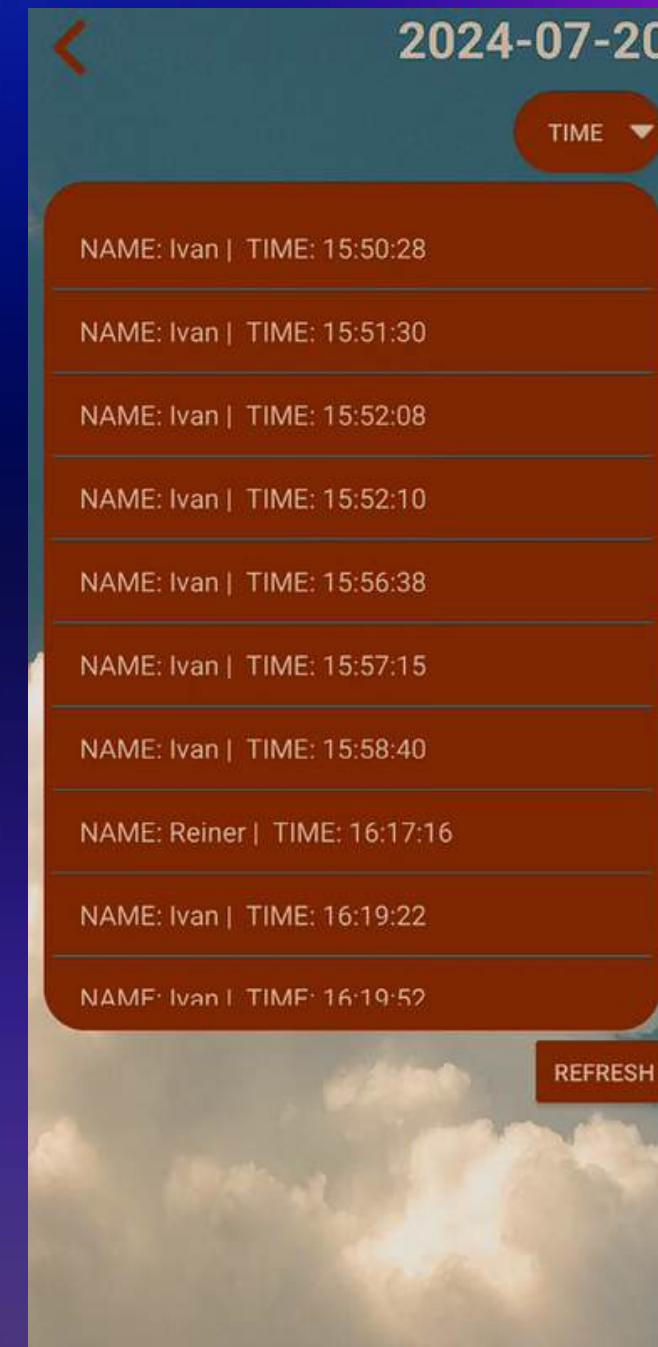 2024-07-20
TIME
NAME: Ivan | TIME: 15:50:28
NAME: Ivan | TIME: 15:51:30
NAME: Ivan | TIME: 15:52:08
NAME: Ivan | TIME: 15:52:10
NAME: Ivan | TIME: 15:56:38
NAME: Ivan | TIME: 15:57:15
NAME: Ivan | TIME: 15:58:40
NAME: Reiner | TIME: 16:17:16
NAME: Ivan | TIME: 16:19:22
NAME: Ivan | TIME: 16:19:52
REFRESH